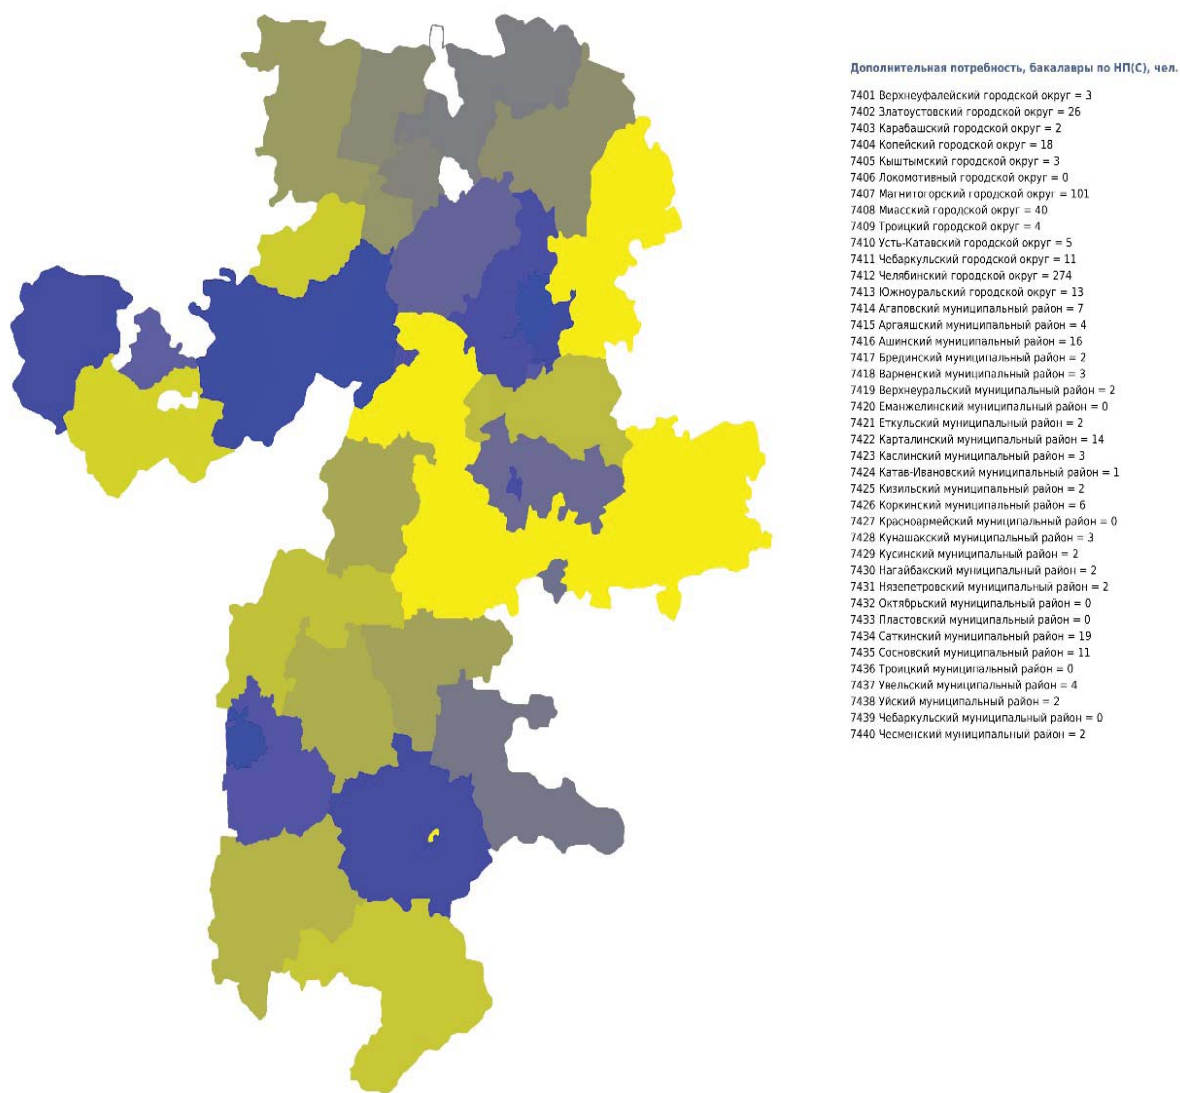 Дополнительная потребность, бакалавры по НП(С), чел.
7401 Верхнеуфалейский городской округ = 3
7402 Златоустовский городской округ = 26
7403 Карабашский городской округ = 2
7404 Копейский городской округ = 18
7405 Кыштымский городской округ = 3
7406 Локомотивный городской округ = 0
7407 Магнитогорский городской округ = 101
7408 Миасский городской округ = 40
7409 Троицкий городской округ = 4
7410 Усть-Катавский городской округ = 5
7411 Чебаркульский городской округ = 11
7412 Челябинский городской округ = 274
7413 Южноуральский городской округ = 13
7414 Агаповский муниципальный район = 7
7415 Аргаяшский муниципальный район = 4
7416 Ашинский муниципальный район = 16
7417 Брединский муниципальный район = 2
7418 Варненский муниципальный район = 3
7419 Верхнеуральский муниципальный район = 2
7420 Еманжелинский муниципальный район = 0
7421 Еткульский муниципальный район = 2
7422 Карталинский муниципальный район = 14
7423 Каслинский муниципальный район = 3
7424 Катав-Ивановский муниципальный район = 1
7425 Кизильский муниципальный район = 2
7426 Коркинский муниципальный район = 6
7427 Красноармейский муниципальный район = 0
7428 Кунашакский муниципальный район = 3
7429 Кусинский муниципальный район = 2
7430 Нагайбакский муниципальный район = 2
7431 Нязепетровский муниципальный район = 2
7432 Октябрьский муниципальный район = 0
7433 Пластовский муниципальный район = 0
7434 Саткинский муниципальный район = 19
7435 Сосновский муниципальный район = 11
7436 Троицкий муниципальный район = 0
7437 Увельский муниципальный район = 4
7438 Уйский муниципальный район = 2
7439 Чебаркульский муниципальный район = 0
7440 Чесменский муниципальный район = 2